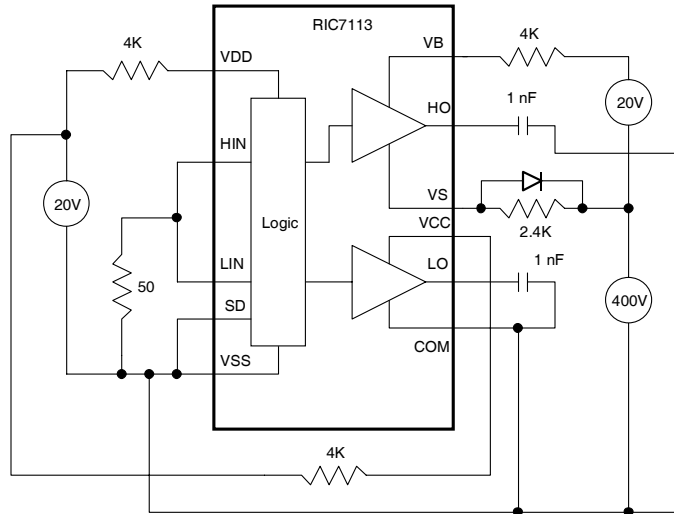 RIC7113
4K
VDD
VB
4K
20V
1 nF
HO
HIN
20V
VS
Logic
2.4K
VCC
LIN
LO
1 nF
50
SD
400V
COM
VSS
4K